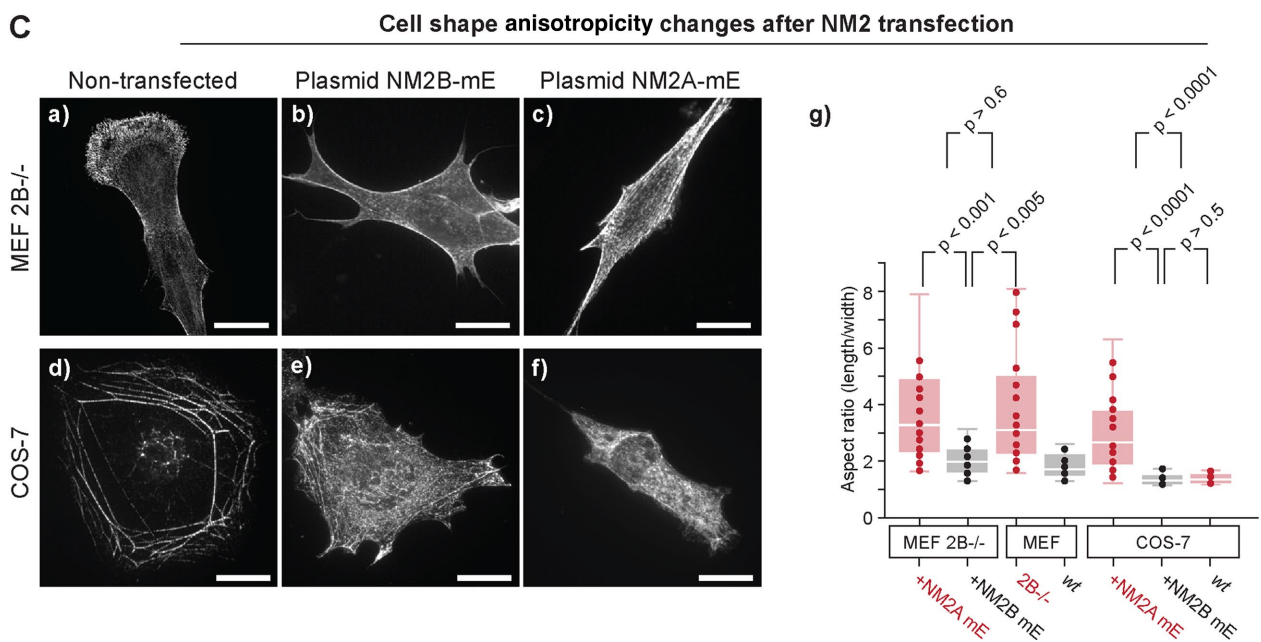 C
Cell shape anisotropicity changes after NM2 transfection
Non-transfected
Plasmid NM2B-mE
Plasmid NM2A-mE
MEF 2B-/-
a)
b)
c)
COS-7
d)
e)
f)
g)
p > 0.6
p < 0.0001
p < 0.001
p < 0.005
p < 0.0001
p > 0.5
Aspect ratio (length/width)
8
6
4
2
0
MEF 2B-/-
MEF
COS-7
+NM2A mE
+NM2B mE
2B-/-
wt
+NM2A mE
+NM2B mE
wt